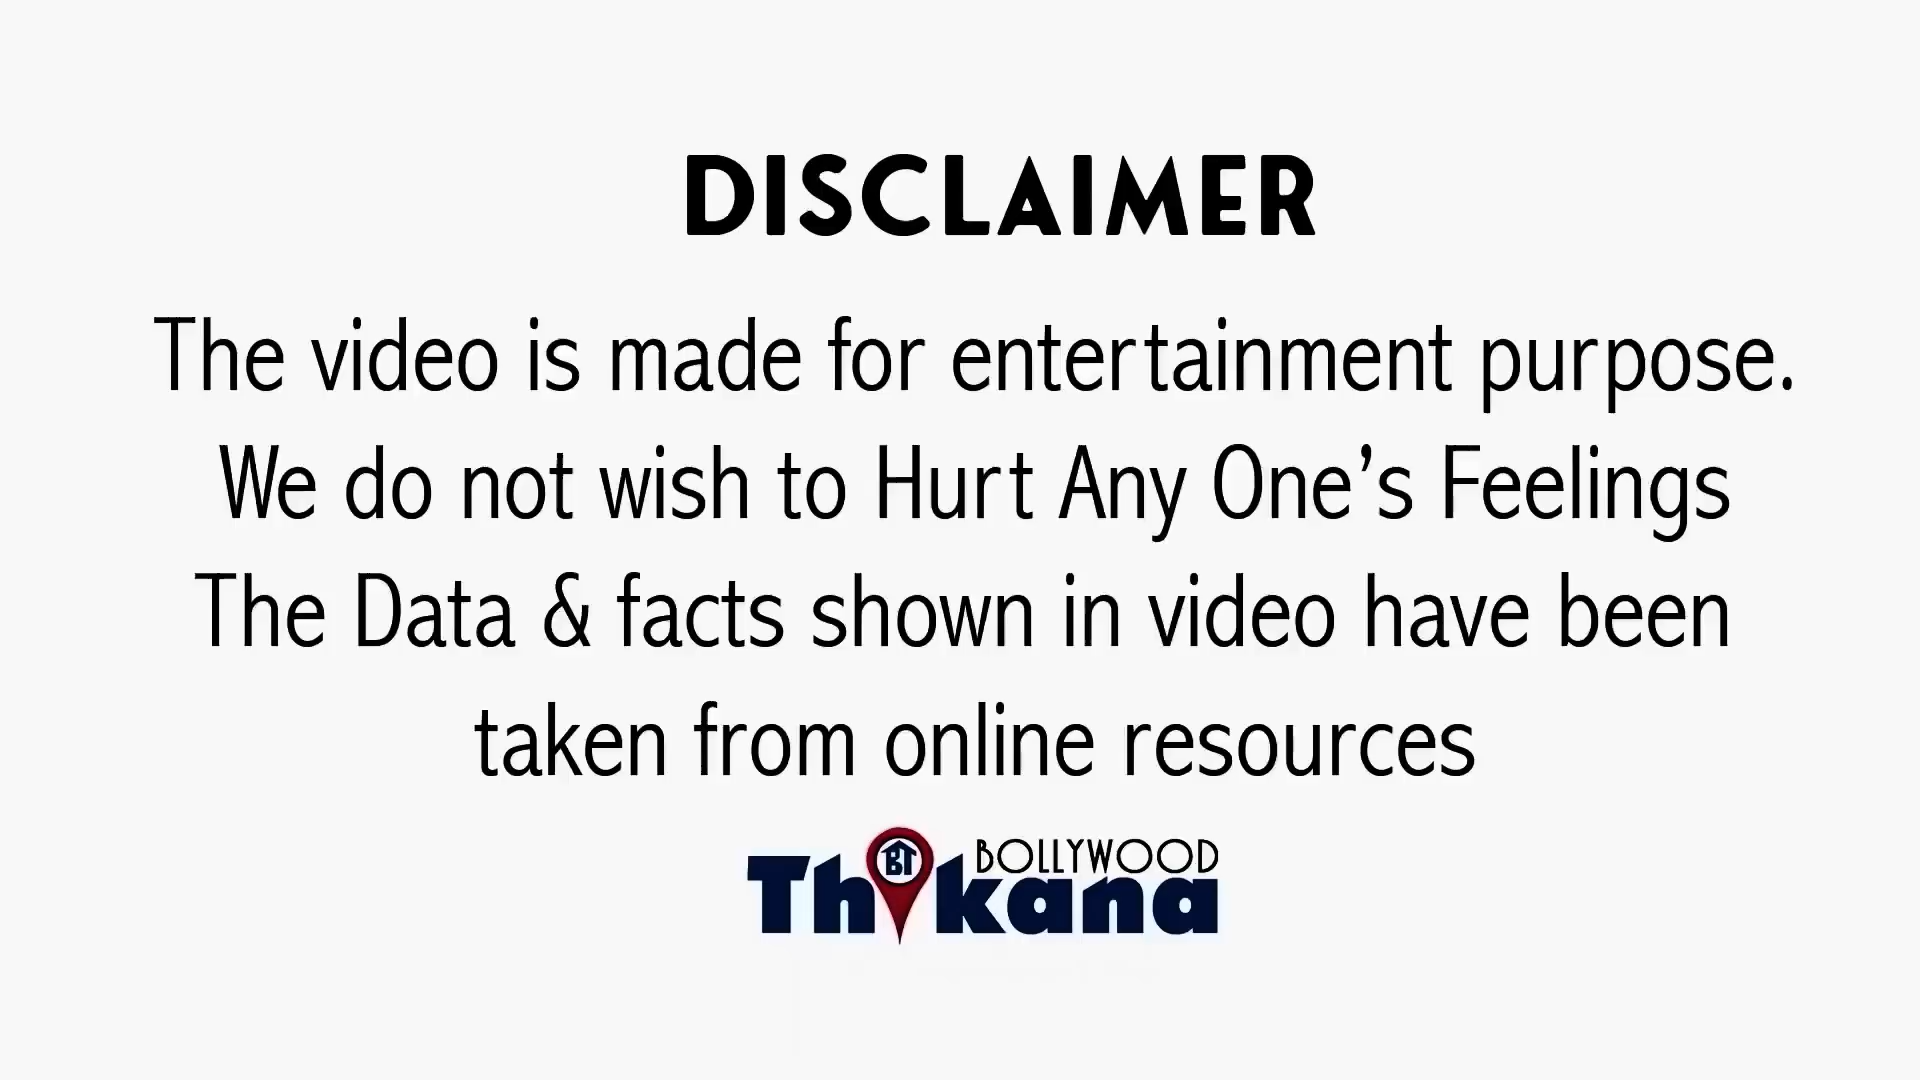 DISCLAIMER
The video is made for entertainment purpose.
We do not wish to Hurt Any One’s Feelings
The Data & facts shown in video have been
taken from online resources
BOLLYWOOD
BT
Thikana